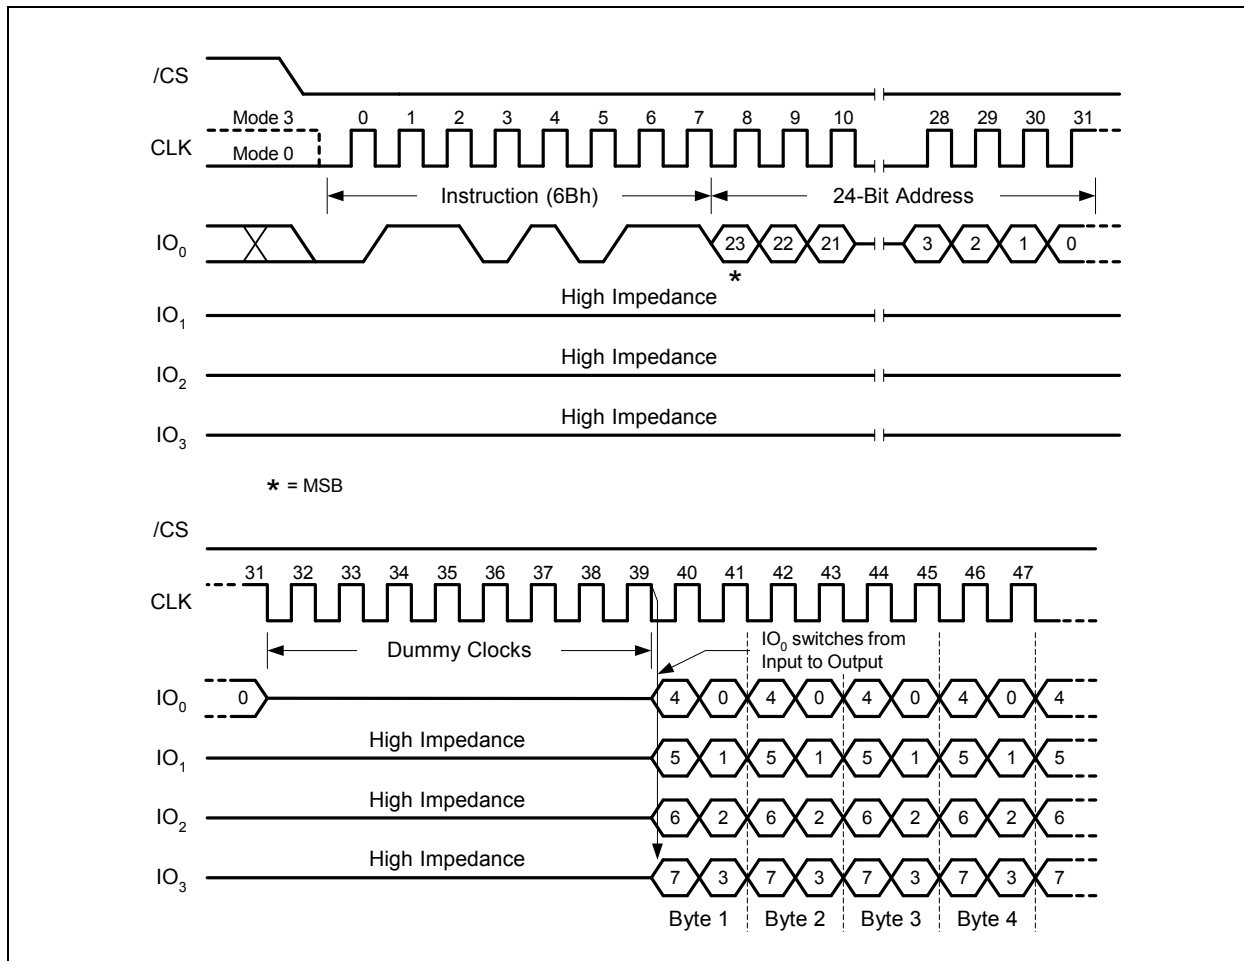 /CS
Mode 3 0 1 2 3 4 5 6 7 8 9 10 28 29 30 31
CLK
Mode 0
Instruction (6Bh) 24-Bit Address
IO0 23 22 21 3 2 1 0
*
High Impedance
IO1
High Impedance
IO2
High Impedance
IO3
* = MSB
/CS
31 32 33 34 35 36 37 38 39 40 41 42 43 44 45 46 47
CLK
Dummy Clocks
IO0 switches from
Input to Output
IO0 0 4 0 4 0 4 0 4 0 4
High Impedance
IO1 5 1 5 1 5 1 5 1 5
High Impedance
IO2 6 2 6 2 6 2 6 2 6
High Impedance
IO3 7 3 7 3 7 3 7 3 7
Byte 1 Byte 2 Byte 3 Byte 4